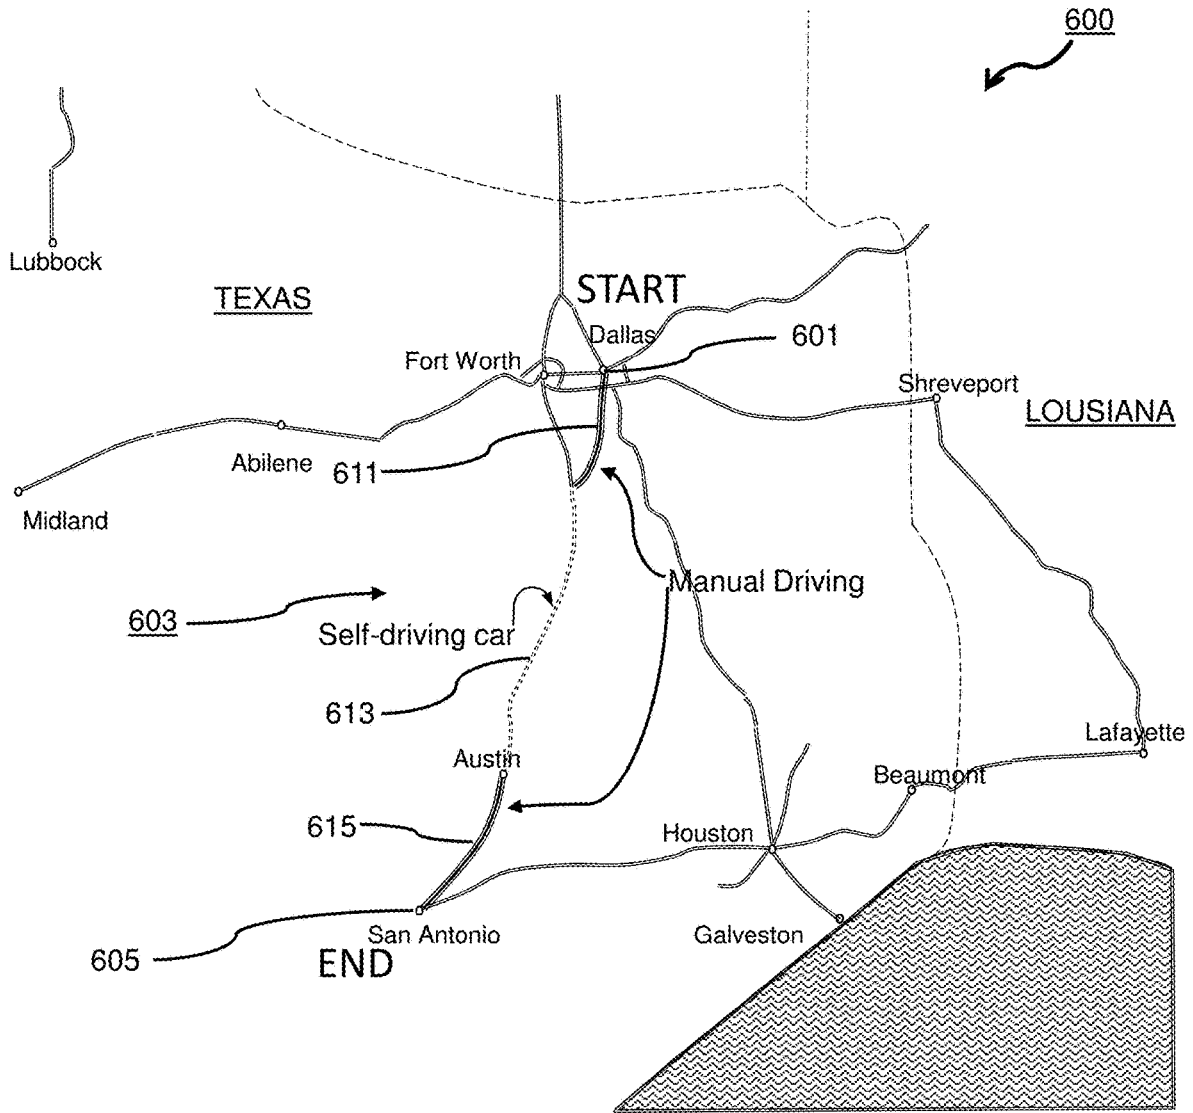 600
Lubbock
TEXAS
START
Dallas
601
Fort Worth
Shreveport
LOUSIANA
Abilene
611
Midland
Manual Driving
603
Self-driving car
613
Lafayette
Austin
Beaumont
615
Houston
San Antonio
Galveston
605
END